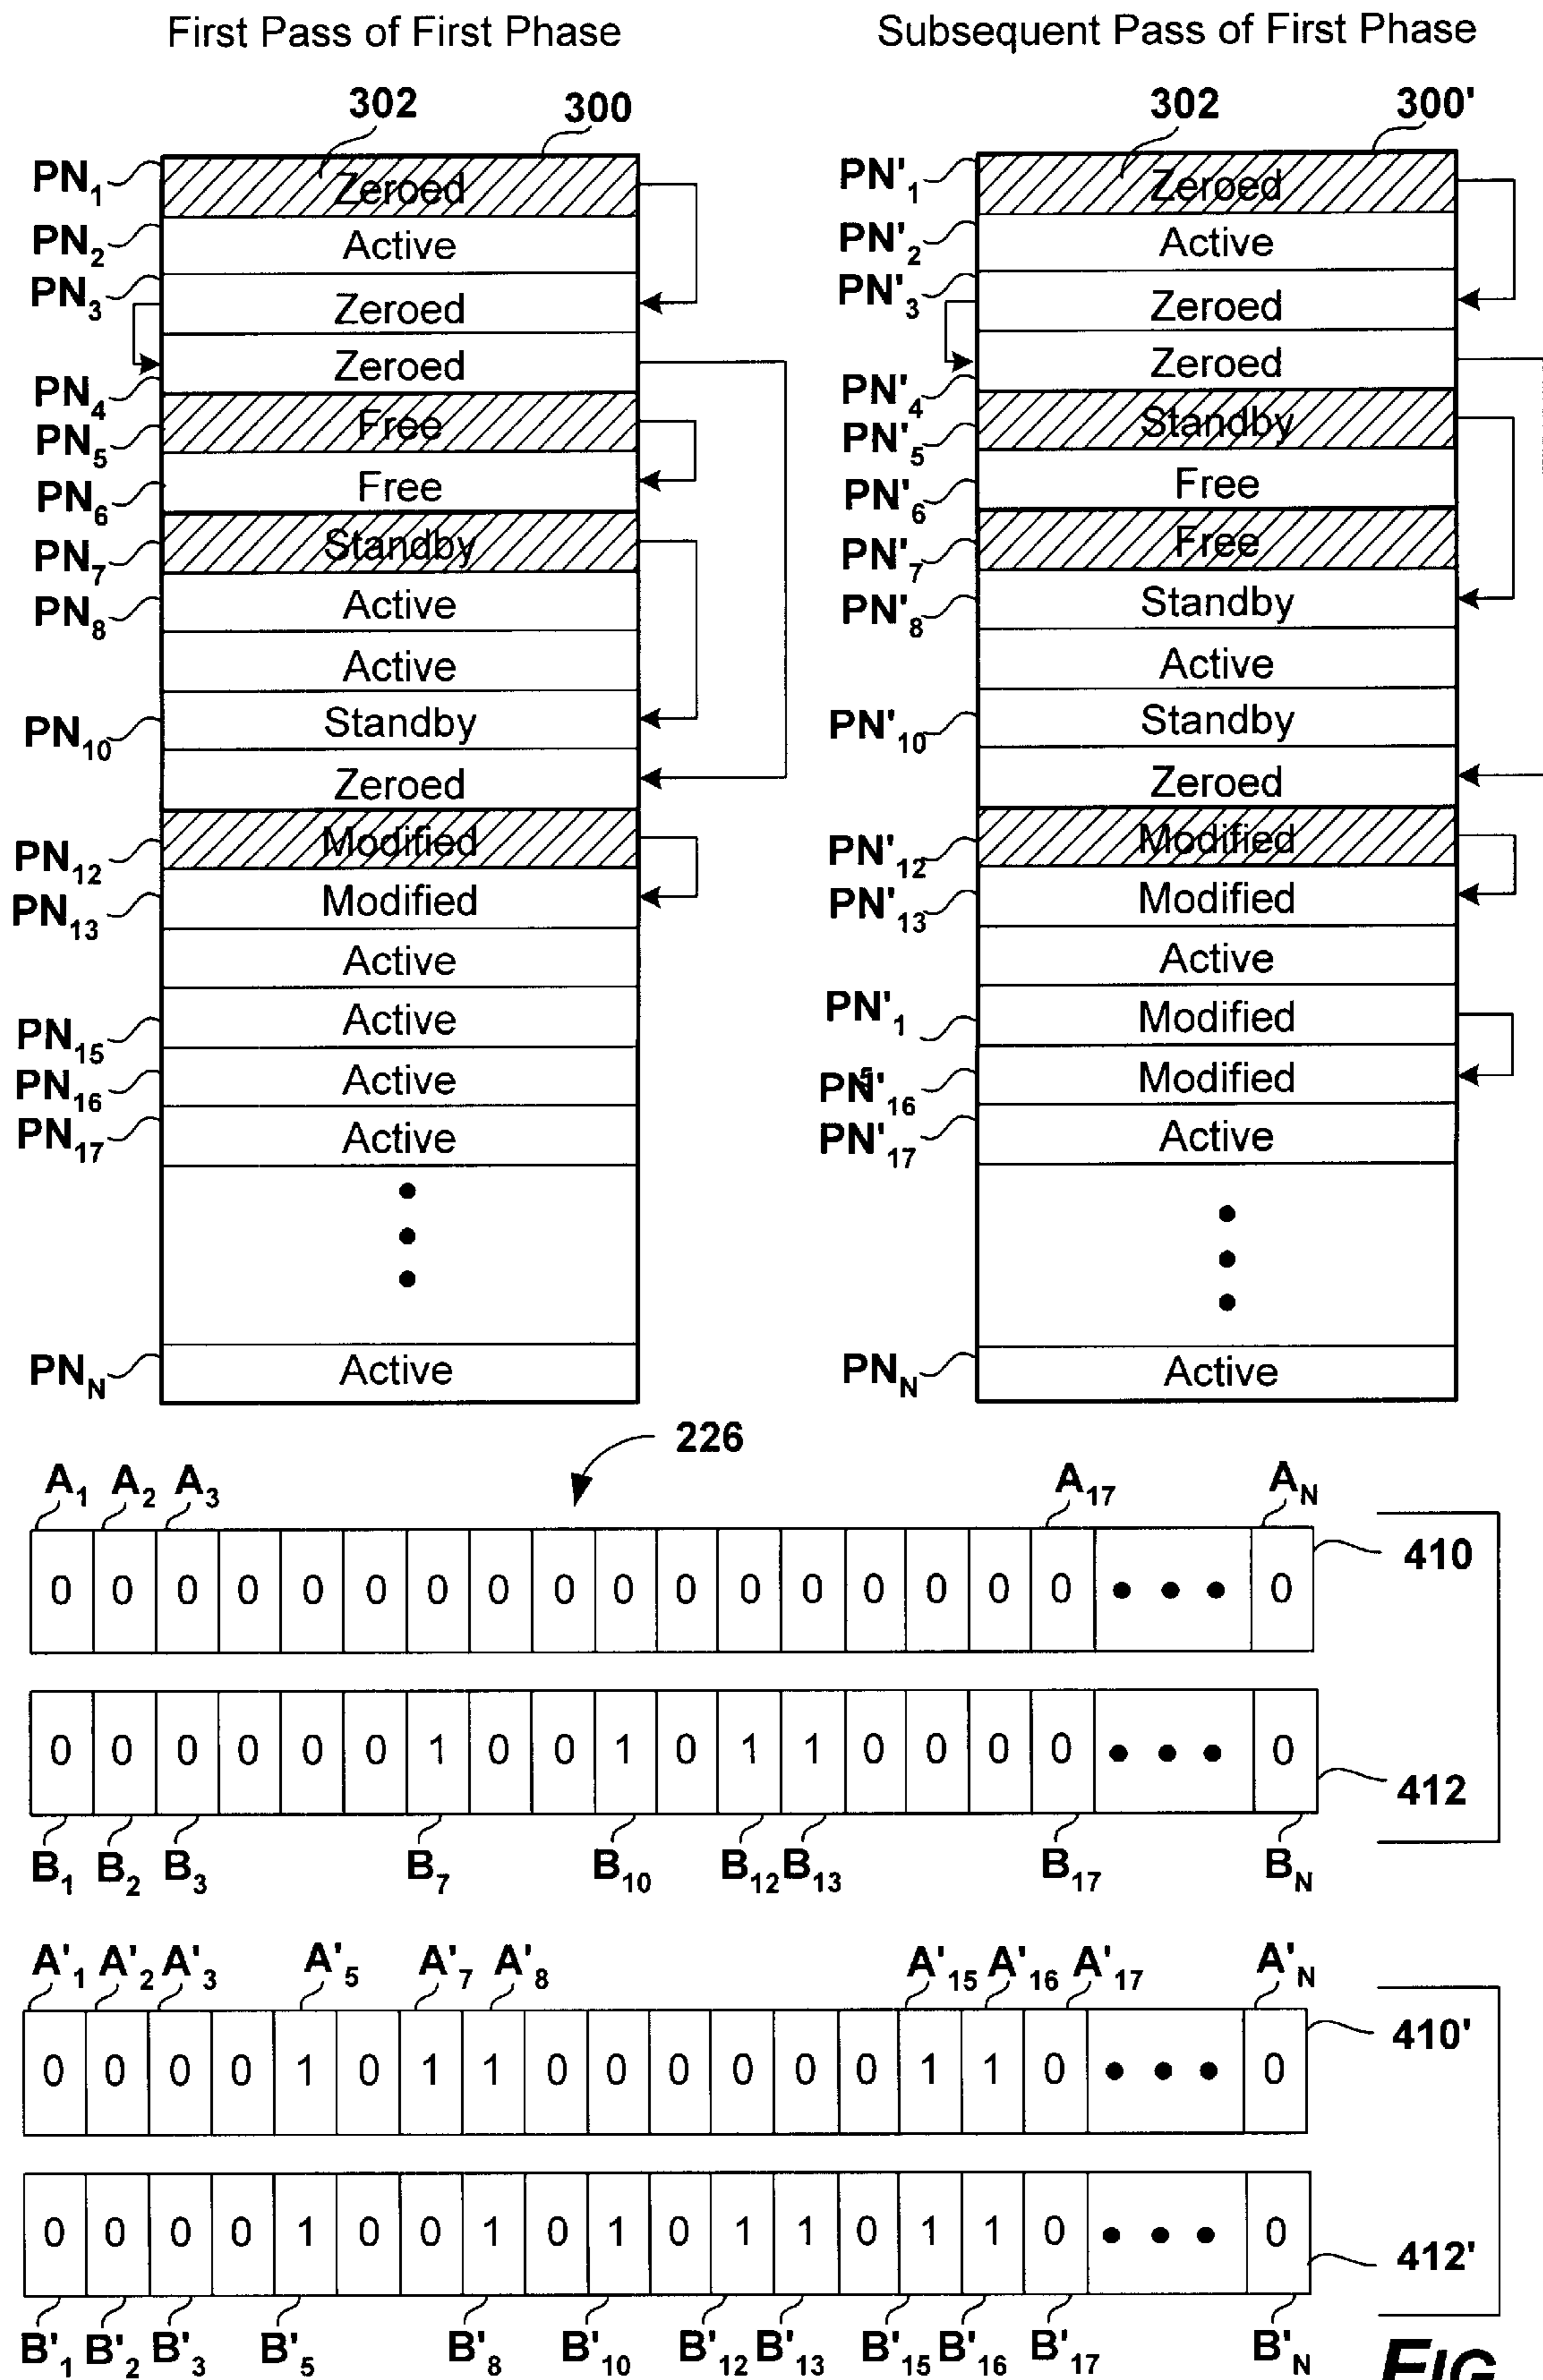 First Pass of First Phase
Subsequent Pass of First Phase
302 300
302 300'
PN1 Zeroed
PN2 Active
PN3 Zeroed
PN4 Zeroed
PN5 Free
PN6 Free
PN7 Standby
PN8 Active
Active
PN10 Standby
Zeroed
PN12 Modified
PN13 Modified
Active
PN15 Active
PN16 Active
PN17 Active
PNN Active
PN'1 Zeroed
PN'2 Active
PN'3 Zeroed
PN'4 Zeroed
PN'5 Standby
PN'6 Free
PN'7 Free
PN'8 Standby
Active
PN'10 Standby
Zeroed
PN'12 Modified
PN'13 Modified
Active
PN'15 Modified
PN'16 Modified
PN'17 Active
PNN Active
226
A1 A2 A3 A17 AN
0 0 0 0 0 0 0 0 0 0 0 0 0 0 0 0 0 • • • 0 410
0 0 0 0 0 0 1 0 0 1 0 1 1 0 0 0 0 • • • 0 412
B1 B2 B3 B7 B10 B12 B13 B17 BN
A'1 A'2 A'3 A'5 A'7 A'8 A'15 A'16 A'17 A'N
0 0 0 0 1 0 1 1 0 0 0 0 0 0 1 1 0 • • • 0 410'
0 0 0 0 1 0 0 1 0 1 0 1 1 0 1 1 0 • • • 0 412'
B'1 B'2 B'3 B'5 B'8 B'10 B'12 B'13 B'15 B'16 B'17 B'N
FIG